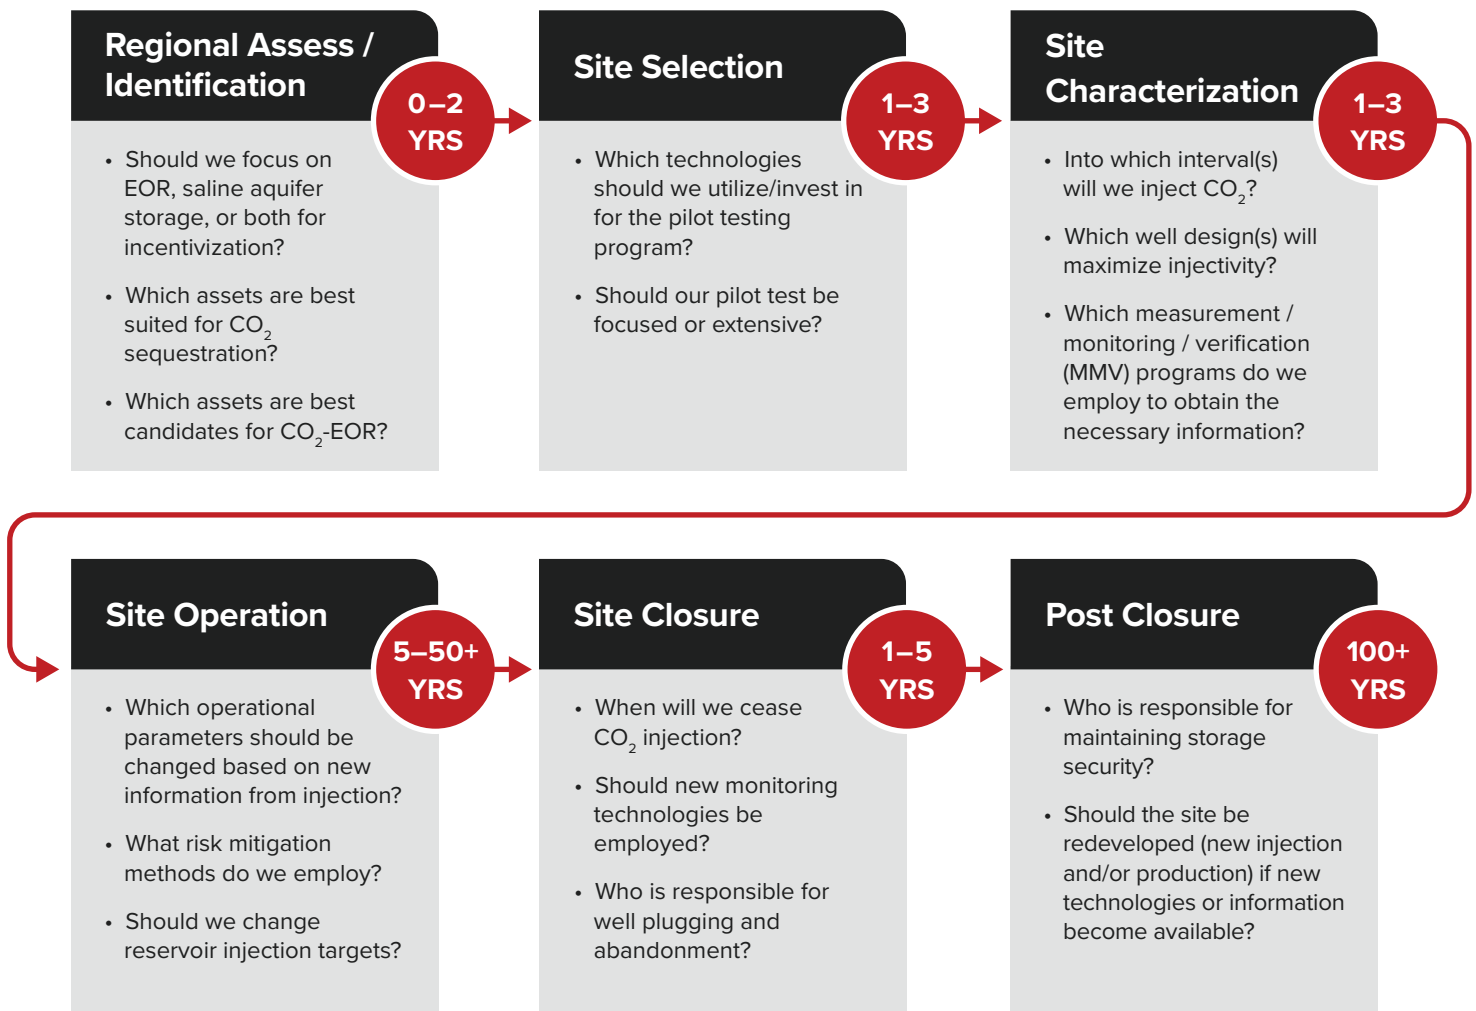 Regional Assess /
Identification
0–2
YRS
• Should we focus on
EOR, saline aquifer
storage, or both for
incentivization?
• Which assets are best
suited for CO₂
sequestration?
• Which assets are best
candidates for CO₂-EOR?
Site Selection
1–3
YRS
• Which technologies
should we utilize/invest in
for the pilot testing
program?
• Should our pilot test be
focused or extensive?
Site
Characterization
1–3
YRS
• Into which interval(s)
will we inject CO₂?
• Which well design(s) will
maximize injectivity?
• Which measurement /
monitoring / verification
(MMV) programs do we
employ to obtain the
necessary information?
Site Operation
5–50+
YRS
• Which operational
parameters should be
changed based on new
information from injection?
• What risk mitigation
methods do we employ?
• Should we change
reservoir injection targets?
Site Closure
1–5
YRS
• When will we cease
CO₂ injection?
• Should new monitoring
technologies be
employed?
• Who is responsible for
well plugging and
abandonment?
Post Closure
100+
YRS
• Who is responsible for
maintaining storage
security?
• Should the site be
redeveloped (new injection
and/or production) if new
technologies or information
become available?